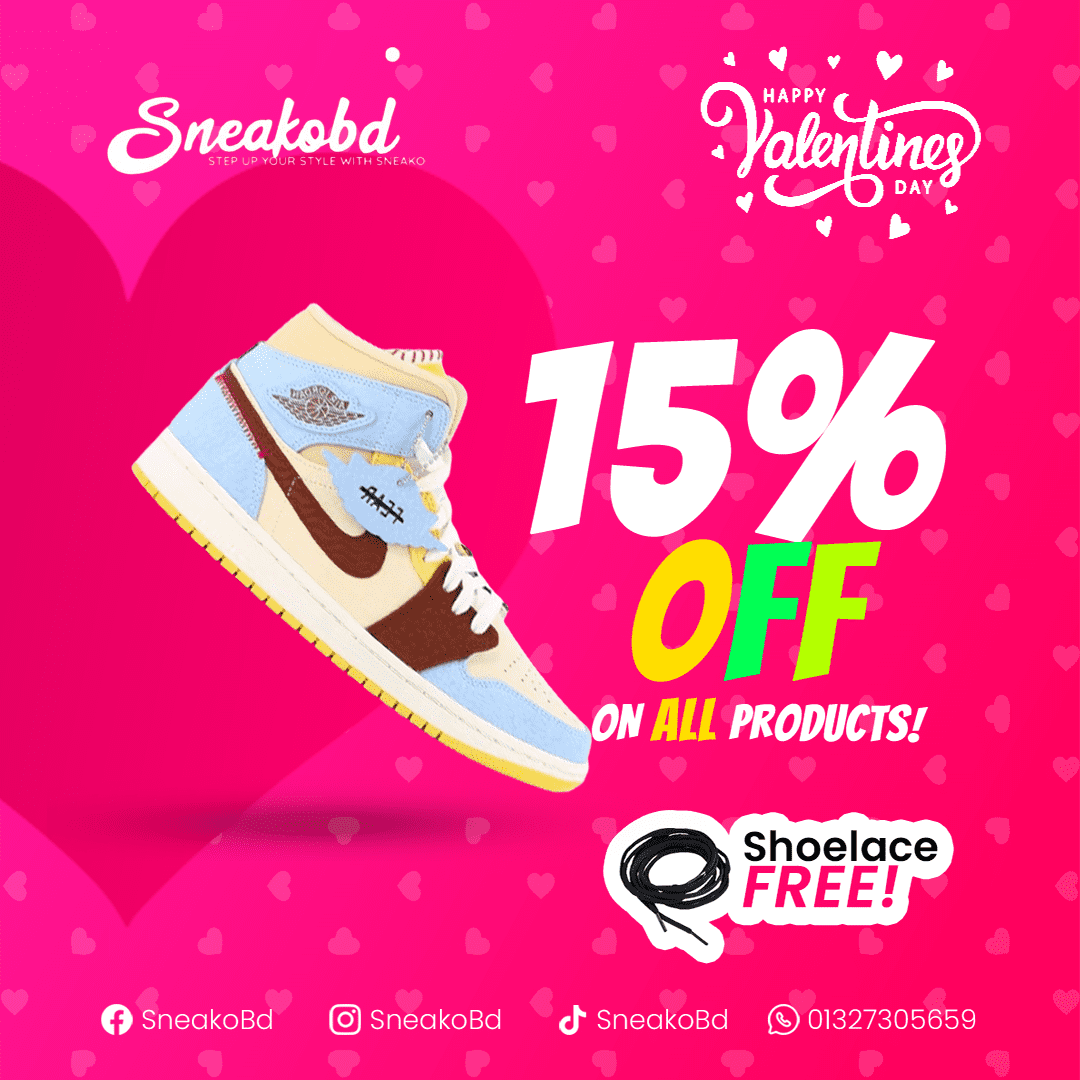 Sneakobd
STEP UP YOUR STYLE WITH SNEAKO
HAPPY
Valentines
DAY
15%
OFF
ON ALL PRODUCTS!
FEAR
Shoelace
FREE!
SneakoBd
SneakoBd
SneakoBd
01327305659